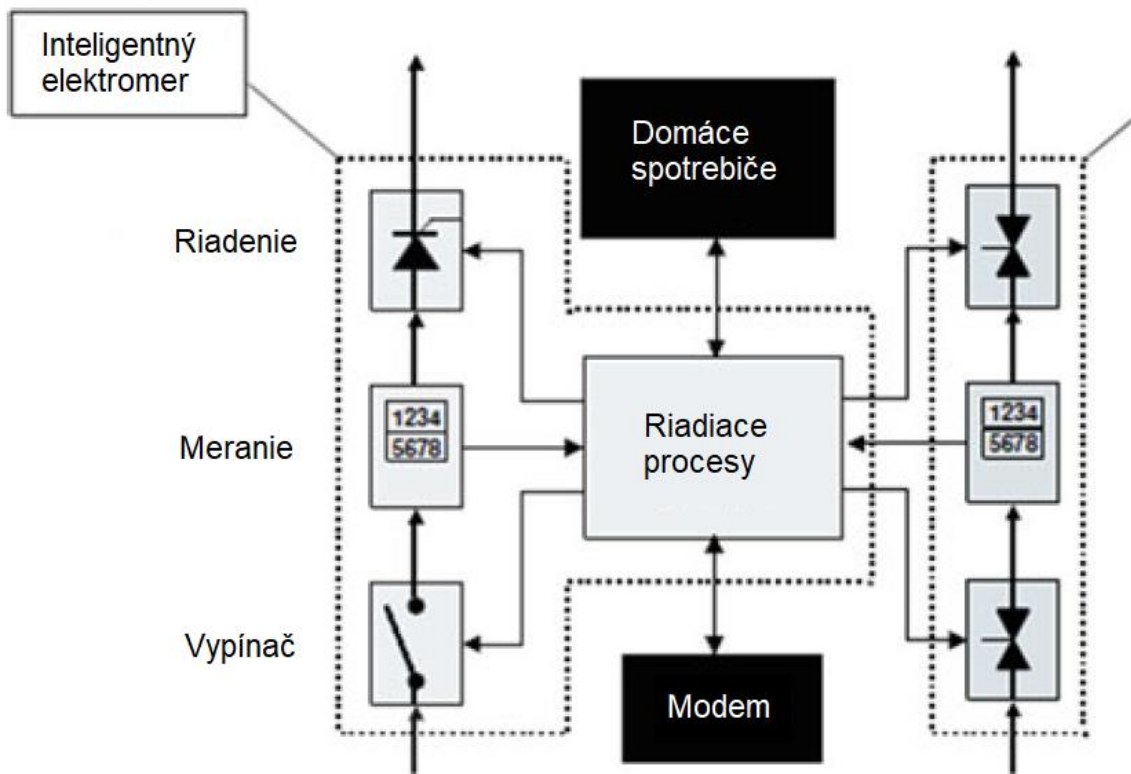 Inteligentný
elektromer
Domáce
spotrebiče
Riadenie
1234
5678
Meranie
Riadiace
procesy
1234
5678
Vypínač
Modem